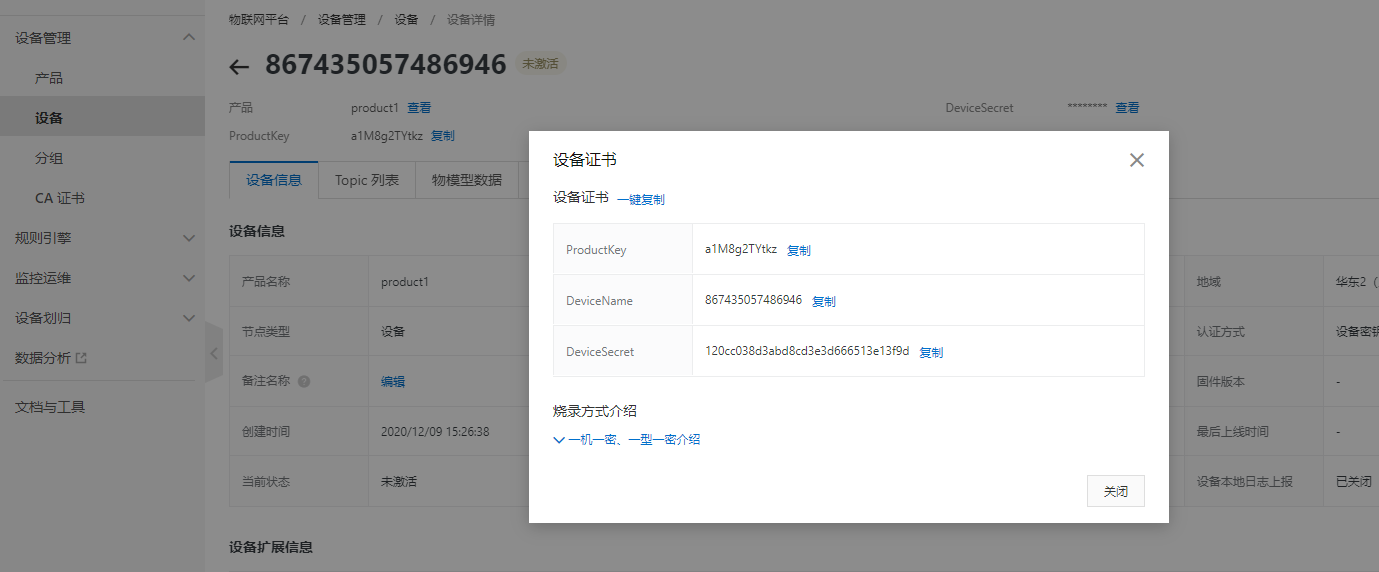 物联网平台 / 设备管理 / 设备 / 设备详情
设备管理
产品
设备
分组
CA 证书
规则引擎
监控运维
设备划归
数据分析
文档与工具
867435057486946 未激活
产品 product1 查看
DeviceSecret ******** 查看
ProductKey a1M8g2TYtkz 复制
设备信息 Topic 列表 物模型数据
设备信息
产品名称 product1
地域 华东2（
节点类型 设备
认证方式 设备密钥
备注名称 编辑
固件版本 -
创建时间 2020/12/09 15:26:38
最后上线时间 -
当前状态 未激活
设备本地日志上报 已关闭
设备扩展信息
设备证书
设备证书 一键复制
ProductKey a1M8g2TYtkz 复制
DeviceName 867435057486946 复制
DeviceSecret 120cc038d3abd8cd3e3d666513e13f9d 复制
烧录方式介绍
一机一密、一型一密介绍
关闭